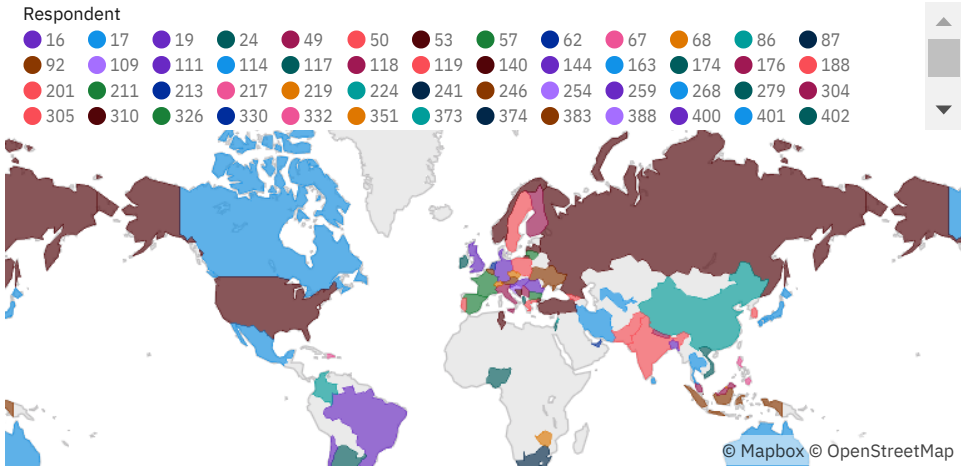 Respondent
16 17 19 24 49 50 53 57 62 67 68 86 87
92 109 111 114 117 118 119 140 144 163 174 176 188
201 211 213 217 219 224 241 246 254 259 268 279 304
305 310 326 330 332 351 373 374 383 388 400 401 402
© Mapbox © OpenStreetMap